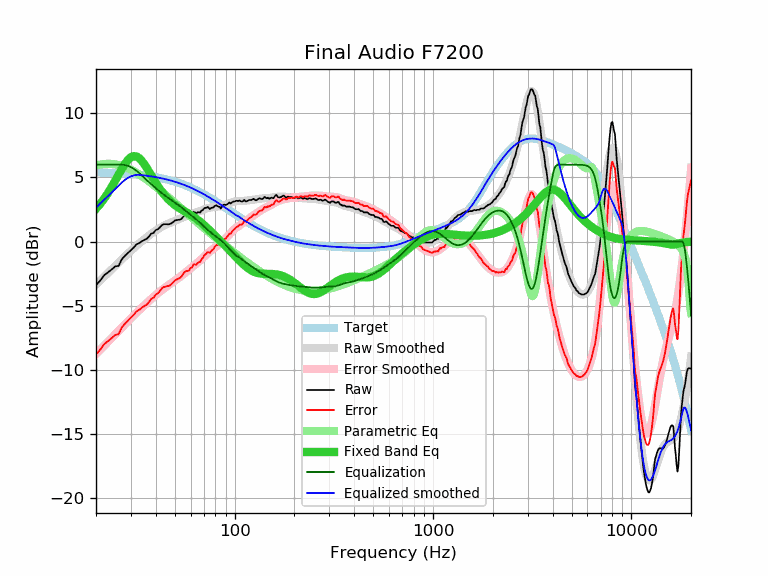 Final Audio F7200
Amplitude (dBr)
10
5
0
−5
−10
−15
−20
Target
Raw Smoothed
Error Smoothed
Raw
Error
Parametric Eq
Fixed Band Eq
Equalization
Equalized smoothed
100
1000
10000
Frequency (Hz)